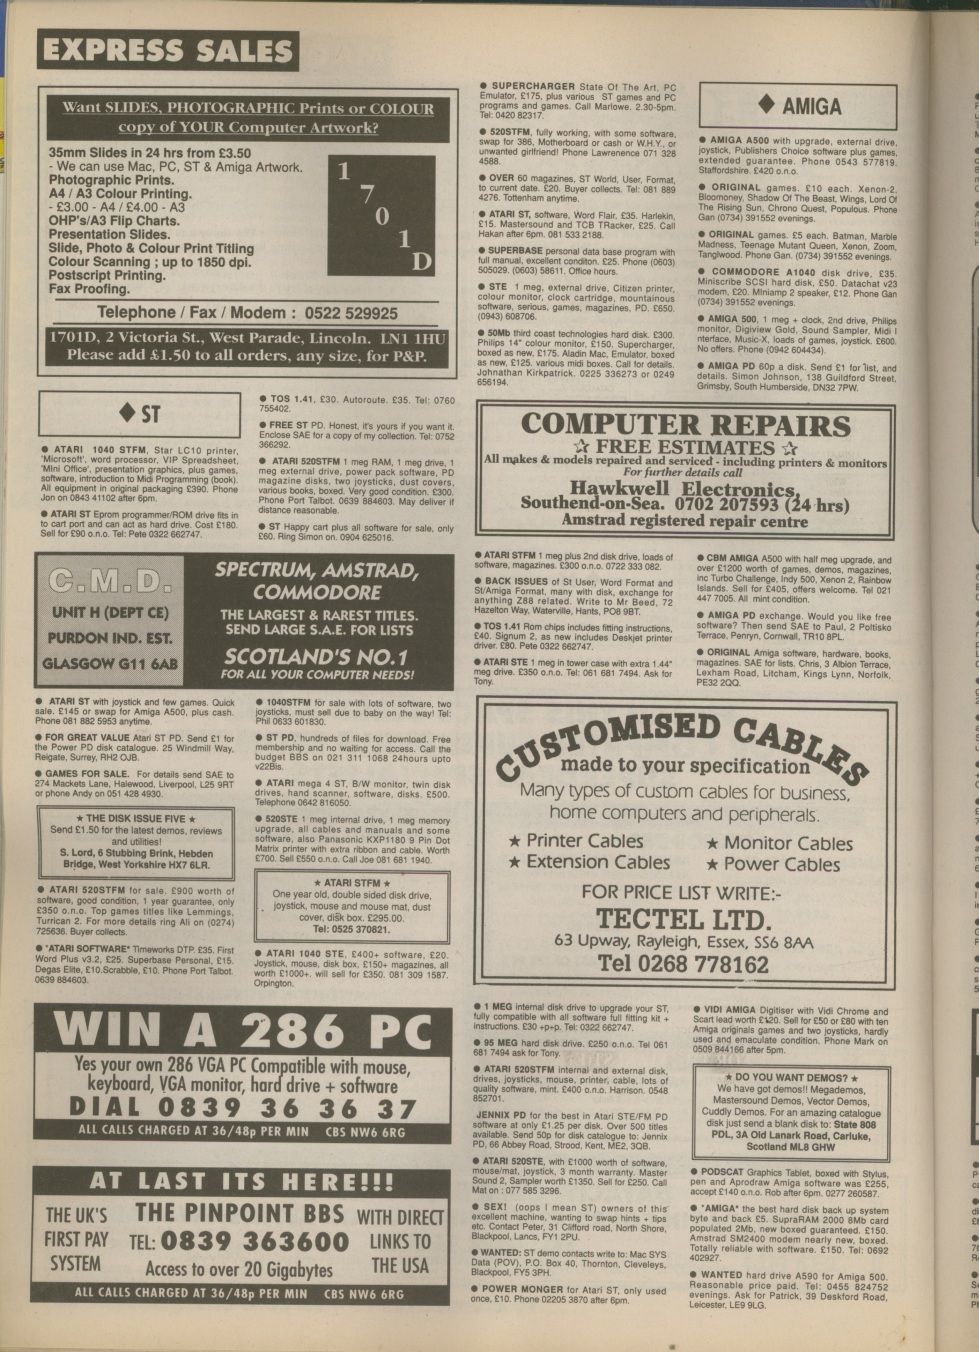 EXPRESS SALES
Want SLIDES, PHOTOGRAPHIC Prints or COLOUR
copy of YOUR Computer Artwork?
35mm Slides in 24 hrs from £3.50
- We can use Mac, PC, ST & Amiga Artwork.
Photographic Prints.
A4 / A3 Colour Printing.
- £3.00 - A4 / £4.00 - A3
OHP's/A3 Flip Charts.
Presentation Slides.
Slide, Photo & Colour Print Titling
Colour Scanning ; up to 1850 dpi.
Postscript Printing.
Fax Proofing.
1
7
0
1
D
Telephone / Fax / Modem : 0522 529925
1701D, 2 Victoria St., West Parade, Lincoln. LN1 1HU
Please add £1.50 to all orders, any size, for P&P.
◆ ST
● ATARI 1040 STFM, Star LC10 printer,
'Microsoft', word processor, VIP Spreadsheet,
'Mini Office', presentation graphics, plus games,
software, introduction to Midi Programming (book).
All equipment in original packaging £390. Phone
Jon on 0843 41102 after 6pm.
● ATARI ST Eprom programmer/ROM drive fits in
to cart port and can act as hard drive. Cost £180.
Sell for £90 o.n.o. Tel: Pete 0322 662747.
● TOS 1.41, £30. Autoroute. £35. Tel: 0760
755402.
● FREE ST PD. Honest, it's yours if you want it.
Enclose SAE for a copy of my collection. Tel: 0752
366292.
● ATARI 520STFM 1 meg RAM, 1 meg drive, 1
meg external drive, power pack software, PD
magazine disks, two joysticks, dust covers,
various books, boxed. Very good condition. £300.
Phone Port Talbot. 0639 884603. May deliver if
distance reasonable.
● ST Happy cart plus all software for sale, only
£60. Ring Simon on. 0904 625016.
C.M.D.
UNIT H (DEPT CE)
PURDON IND. EST.
GLASGOW G11 6AB
SPECTRUM, AMSTRAD,
COMMODORE
THE LARGEST & RAREST TITLES.
SEND LARGE S.A.E. FOR LISTS
SCOTLAND'S NO.1
FOR ALL YOUR COMPUTER NEEDS!
● ATARI ST with joystick and few games. Quick
sale. £145 or swap for Amiga A500, plus cash.
Phone 081 882 5953 anytime.
● FOR GREAT VALUE Atari ST PD. Send £1 for
the Power PD disk catalogue. 25 Windmill Way,
Reigate, Surrey, RH2 OJB.
● GAMES FOR SALE. For details send SAE to
274 Mackets Lane, Halewood, Liverpool, L25 9RT
or phone Andy on 051 428 4930.
★ THE DISK ISSUE FIVE ★
Send £1.50 for the latest demos, reviews
and utilities!
S. Lord, 6 Stubbing Brink, Hebden
Bridge, West Yorkshire HX7 6LR.
● ATARI 520STFM for sale. £900 worth of
software, good condition, 1 year guarantee, only
£350 o.n.o. Top games titles like Lemmings,
Turrican 2. For more details ring Ali on (0274)
725636. Buyer collects.
● "ATARI SOFTWARE" Timeworks DTP. £35. First
Word Plus v3.2, £25. Superbase Personal, £15.
Degas Elite, £10.Scrabble, £10. Phone Port Talbot.
0639 884603.
● 1040STFM for sale with lots of software, two
joysticks, must sell due to baby on the way! Tel:
Phil 0633 601830.
● ST PD, hundreds of files for download. Free
membership and no waiting for access. Call the
budget BBS on 021 311 1068 24hours upto
v22Bis.
● ATARI mega 4 ST, B/W monitor, twin disk
drives, hand scanner, software, disks. £500.
Telephone 0642 816050.
● 520STE 1 meg internal drive, 1 meg memory
upgrade, all cables and manuals and some
software, also Panasonic KXP1180 9 Pin Dot
Matrix printer with extra ribbon and cable. Worth
£700. Sell £550 o.n.o. Call Joe 081 681 1940.
★ ATARI STFM ★
One year old, double sided disk drive,
joystick, mouse and mouse mat, dust
cover, disk box. £295.00.
Tel: 0525 370821.
● ATARI 1040 STE, £400+ software, £20.
Joystick, mouse, disk box, £150+ magazines, all
worth £1000+, will sell for £350. 081 309 1587.
Orpington.
WIN A 286 PC
Yes your own 286 VGA PC Compatible with mouse,
keyboard, VGA monitor, hard drive + software
DIAL 0839 36 36 37
ALL CALLS CHARGED AT 36/48p PER MIN CBS NW6 6RG
AT LAST ITS HERE!!!
THE UK'S
FIRST PAY
SYSTEM
THE PINPOINT BBS
TEL: 0839 363600
Access to over 20 Gigabytes
WITH DIRECT
LINKS TO
THE USA
ALL CALLS CHARGED AT 36/48p PER MIN CBS NW6 6RG
● SUPERCHARGER State Of The Art, PC
Emulator, £175, plus various ST games and PC
programs and games. Call Marlowe. 2.30-5pm.
Tel: 0420 82317.
● 520STFM, fully working, with some software,
swap for 386, Motherboard or cash or W.H.Y., or
unwanted girlfriend! Phone Lawrenence 071 328
4588.
● OVER 60 magazines, ST World, User, Format,
to current date. £20. Buyer collects. Tel: 081 889
4276. Tottenham anytime.
● ATARI ST, software, Word Flair, £35. Harlekin,
£15. Mastersound and TCB TRacker, £25. Call
Hakan after 6pm. 081 533 2188.
● SUPERBASE personal data base program with
full manual, excellent conditon. £25. Phone (0603)
505029. (0603) 58611. Office hours.
● STE 1 meg, external drive, Citizen printer,
colour monitor, clock cartridge, mountainous
software, serious, games, magazines, PD. £650.
(0943) 608706.
● 50Mb third coast technologies hard disk. £300.
Philips 14" colour monitor, £150. Supercharger,
boxed as new, £175. Aladin Mac, Emulator, boxed
as new, £125. various midi boxes. Call for details.
Johnathan Kirkpatrick. 0225 336273 or 0249
656194.
◆ AMIGA
● AMIGA A500 with upgrade, external drive,
joystick, Publishers Choice software plus games,
extended guarantee. Phone 0543 577819.
Staffordshire. £420 o.n.o.
● ORIGINAL games. £10 each. Xenon-2,
Bloomoney, Shadow Of The Beast, Wings, Lord Of
The Rising Sun, Chrono Quest, Populous. Phone
Gan (0734) 391552 evenings.
● ORIGINAL games. £5 each. Batman, Marble
Madness, Teenage Mutant Queen, Xenon, Zoom,
Tanglwood. Phone Gan. (0734) 391552 evenings.
● COMMODORE A1040 disk drive, £35.
Miniscribe SCSI hard disk, £50. Datachat v23
modem, £20. MIniamp 2 speaker, £12. Phone Gan
(0734) 391552 evenings.
● AMIGA 500, 1 meg + clock, 2nd drive, Philips
monitor, Digiview Gold, Sound Sampler, Midi I
nterface, Music-X, loads of games, joystick. £600.
No offers. Phone (0942 604434).
● AMIGA PD 60p a disk. Send £1 for list, and
details. Simon Johnson, 138 Guildford Street,
Grimsby, South Humberside, DN32 7PW.
COMPUTER REPAIRS
☆ FREE ESTIMATES ☆
All makes & models repaired and serviced - including printers & monitors
For further details call
Hawkwell Electronics,
Southend-on-Sea. 0702 207593 (24 hrs)
Amstrad registered repair centre
● ATARI STFM 1 meg plus 2nd disk drive, loads of
software, magazines. £300 o.n.o. 0722 333 082.
● BACK ISSUES of St User, Word Format and
St/Amiga Format, many with disk, exchange for
anything Z88 related. Write to Mr Beed, 72
Hazelton Way, Waterville, Hants, PO8 9BT.
● TOS 1.41 Rom chips includes fitting instructions,
£40. Signum 2, as new includes Deskjet printer
driver. £80. Pete 0322 662747.
● ATARI STE 1 meg in tower case with extra 1.44"
meg drive. £350 o.n.o. Tel: 061 681 7494. Ask for
Tony.
● CBM AMIGA A500 with half meg upgrade, and
over £1200 worth of games, demos, magazines,
inc Turbo Challenge, Indy 500, Xenon 2, Rainbow
Islands. Sell for £405, offers welcome. Tel 021
447 7005. All mint condition.
● AMIGA PD exchange. Would you like free
software? Then send SAE to Paul, 2 Poltisko
Terrace, Penryn, Cornwall, TR10 8PL.
● ORIGINAL Amiga software, hardware, books,
magazines. SAE for lists. Chris, 3 Albion Terrace,
Lexham Road, Litcham, Kings Lynn, Norfolk,
PE32 2QQ.
CUSTOMISED CABLES
made to your specification
Many types of custom cables for business,
home computers and peripherals.
★ Printer Cables ★ Monitor Cables
★ Extension Cables ★ Power Cables
FOR PRICE LIST WRITE:-
TECTEL LTD.
63 Upway, Rayleigh, Essex, SS6 8AA
Tel 0268 778162
● 1 MEG internal disk drive to upgrade your ST,
fully compatible with all software full fitting kit +
instructions. £30 +p+p. Tel: 0322 662747.
● 95 MEG hard disk drive. £250 o.n.o. Tel 061
681 7494 ask for Tony.
● ATARI 520STFM internal and external disk,
drives, joysticks, mouse, printer, cable, lots of
quality software, mint. £400 o.n.o. Harrison. 0548
852701.
JENNIX PD for the best in Atari STE/FM PD
software at only £1.25 per disk. Over 500 titles
available. Send 50p for disk catalogue to: Jennix
PD, 66 Abbey Road, Strood, Kent, ME2, 3QB.
● ATARI 520STE, with £1000 worth of software,
mouse/mat, joystick, 3 month warranty. Master
Sound 2, Sampler worth £1350. Sell for £250. Call
Mat on : 077 585 3296.
● SEX! (oops I mean ST) owners of this
excellent machine, wanting to swap hints + tips
etc. Contact Peter, 31 Clifford road, North Shore,
Blackpool, Lancs, FY1 2PU.
● WANTED: ST demo contacts write to: Mac SYS
Data (POV), P.O. Box 40, Thornton, Cleveleys,
Blackpool, FY5 3PH.
● POWER MONGER for Atari ST, only used
once, £10. Phone 02205 3870 after 6pm.
● VIDI AMIGA Digitiser with Vidi Chrome and
Scart lead worth £120. Sell for £50 or £80 with ten
Amiga originals games and two joysticks, hardly
used and emaculate condition. Phone Mark on
0509 844166 after 5pm.
★ DO YOU WANT DEMOS? ★
We have got demos!! Megademos,
Mastersound Demos, Vector Demos,
Cuddly Demos. For an amazing catalogue
disk just send a blank disk to: State 808
PDL, 3A Old Lanark Road, Carluke,
Scotland ML8 GHW
● PODSCAT Graphics Tablet, boxed with Stylus,
pen and Aprodraw Amiga software was £255,
accept £140 o.n.o. Rob after 6pm. 0277 260587.
● "AMIGA" the best hard disk back up system
byte and back £5. SupraRAM 2000 8Mb card
populated 2Mb, new boxed guaranteed. £150.
Amstrad SM2400 modem nearly new, boxed.
Totally reliable with software. £150. Tel: 0692
402927.
● WANTED hard drive A590 for Amiga 500.
Reasonable price paid. Tel: 0455 824752
evenings. Ask for Patrick, 39 Deskford Road,
Leicester, LE9 9LG.